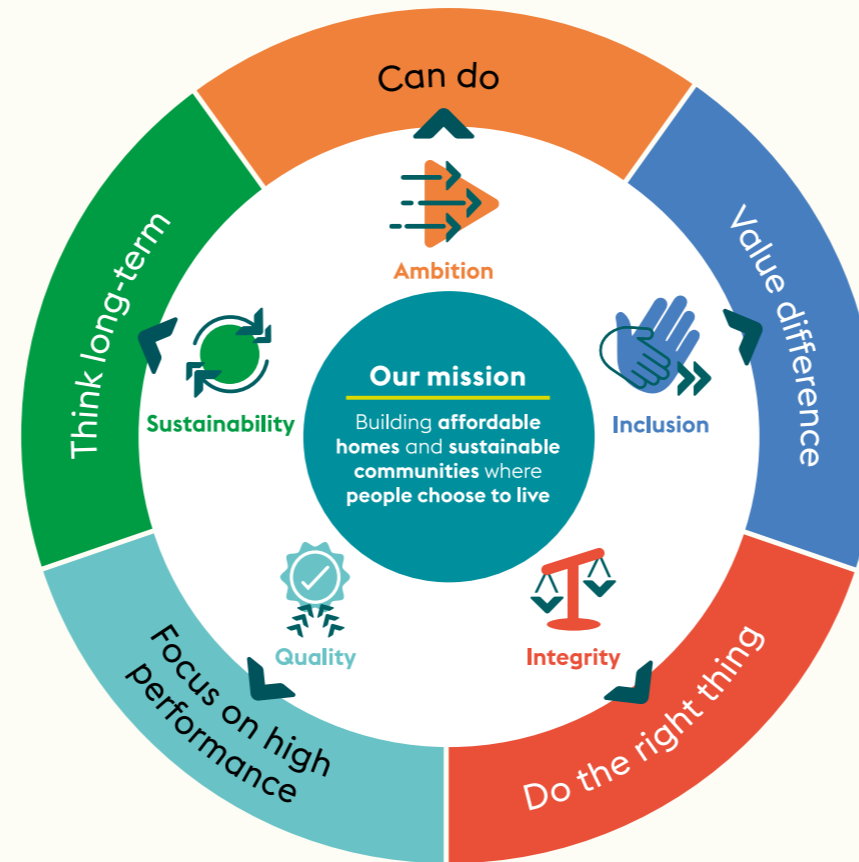 Can do
Ambition
Value difference
Inclusion
Do the right thing
Integrity
Focus on high
performance
Quality
Think long-term
Sustainability
Our mission
Building affordable
homes and sustainable
communities where
people choose to live